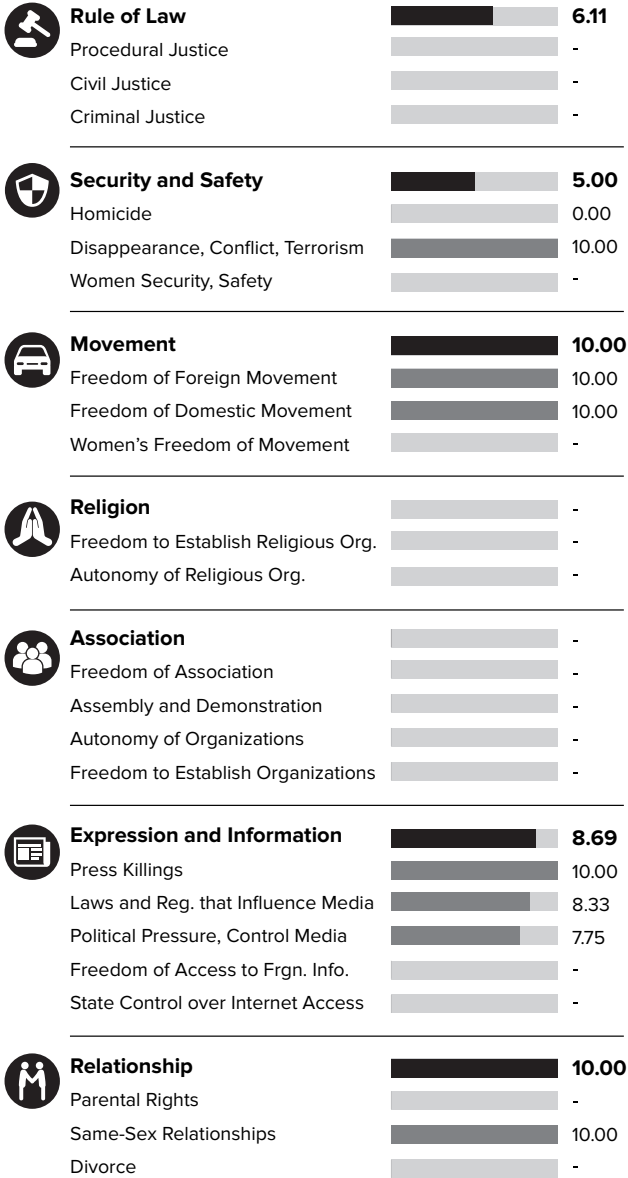 Rule of Law 6.11
Procedural Justice -
Civil Justice -
Criminal Justice -
Security and Safety 5.00
Homicide 0.00
Disappearance, Conflict, Terrorism 10.00
Women Security, Safety -
Movement 10.00
Freedom of Foreign Movement 10.00
Freedom of Domestic Movement 10.00
Women’s Freedom of Movement -
Religion -
Freedom to Establish Religious Org. -
Autonomy of Religious Org. -
Association -
Freedom of Association -
Assembly and Demonstration -
Autonomy of Organizations -
Freedom to Establish Organizations -
Expression and Information 8.69
Press Killings 10.00
Laws and Reg. that Influence Media 8.33
Political Pressure, Control Media 7.75
Freedom of Access to Frgn. Info. -
State Control over Internet Access -
Relationship 10.00
Parental Rights -
Same-Sex Relationships 10.00
Divorce -